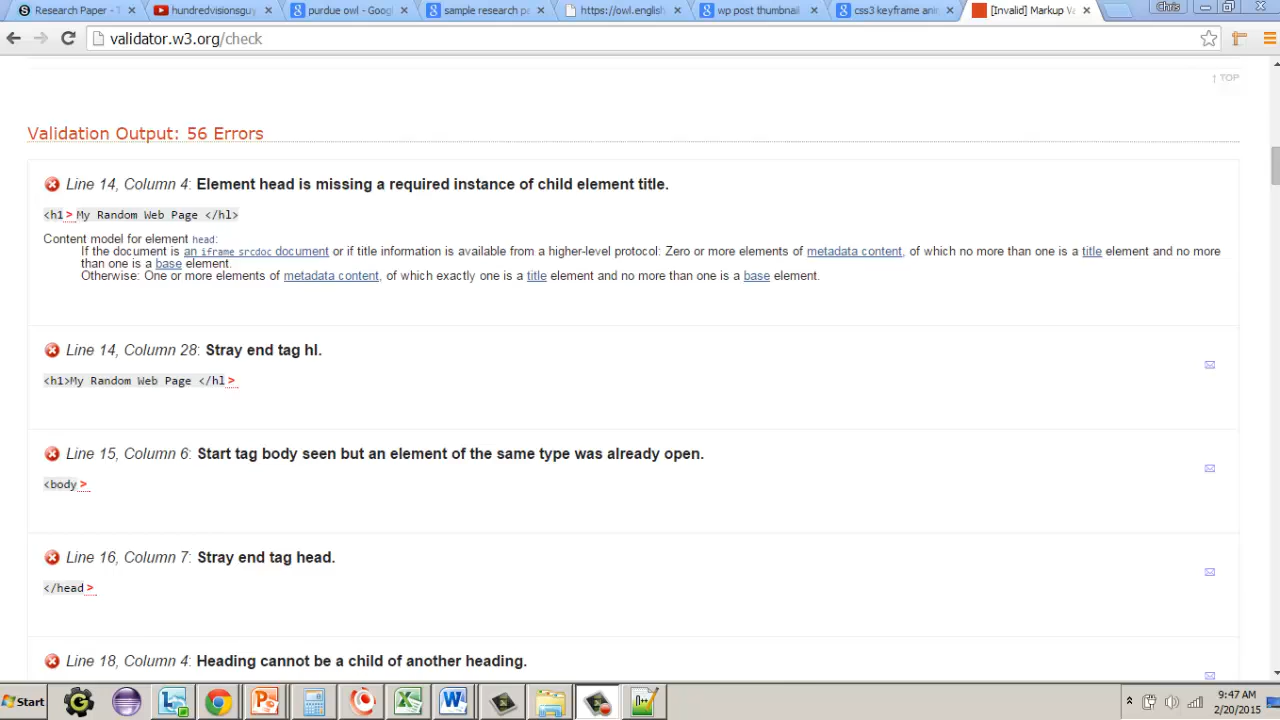 Research Paper - T
hundredvisionsgu
purdue owl - Googl
sample research pa
https://owl.english
wp post thumbnail
css3 keyframe anir
[Invalid] Markup Va
Chris
validator.w3.org/check
↑ TOP
Validation Output: 56 Errors
Line 14, Column 4: Element head is missing a required instance of child element title.
<h1>My Random Web Page </hl>
Content model for element head:
If the document is an iframe srcdoc document or if title information is available from a higher-level protocol: Zero or more elements of metadata content, of which no more than one is a title element and no more
than one is a base element.
Otherwise: One or more elements of metadata content, of which exactly one is a title element and no more than one is a base element.
Line 14, Column 28: Stray end tag hl.
<h1>My Random Web Page </hl>
Line 15, Column 6: Start tag body seen but an element of the same type was already open.
<body>
Line 16, Column 7: Stray end tag head.
</head>
Line 18, Column 4: Heading cannot be a child of another heading.
Start
9:47 AM
2/20/2015